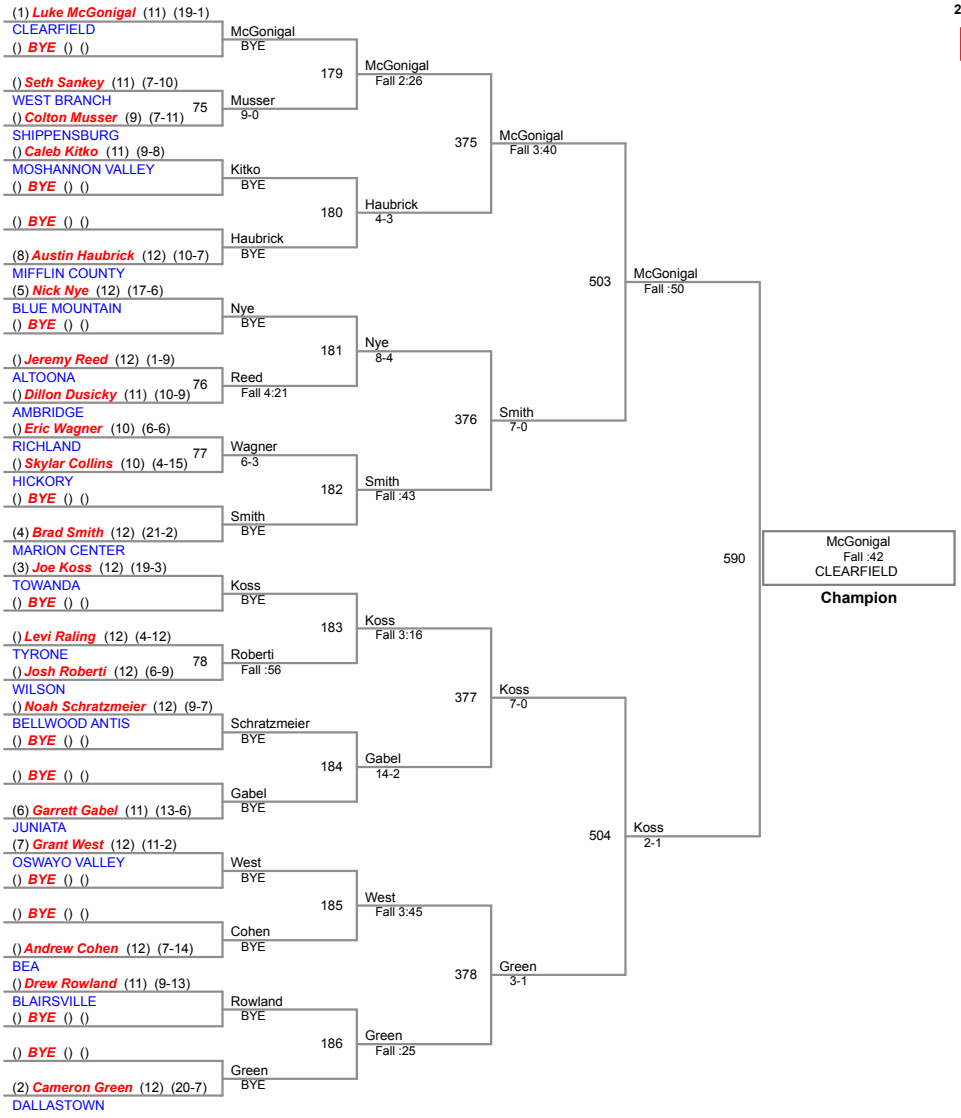 (1) Luke McGonigal (11) (19-1)
2
CLEARFIELD
McGonigal
() BYE () ()
BYE
179
McGonigal
Fall 2:26
() Seth Sankey (11) (7-10)
WEST BRANCH
75
Musser
() Colton Musser (9) (7-11)
9-0
SHIPPENSBURG
375
McGonigal
Fall 3:40
() Caleb Kitko (11) (9-8)
MOSHANNON VALLEY
Kitko
() BYE () ()
BYE
180
Haubrick
4-3
() BYE () ()
Haubrick
(8) Austin Haubrick (12) (10-7)
BYE
MIFFLIN COUNTY
503
McGonigal
Fall :50
(5) Nick Nye (12) (17-6)
BLUE MOUNTAIN
Nye
() BYE () ()
BYE
181
Nye
8-4
() Jeremy Reed (12) (1-9)
ALTOONA
76
Reed
() Dillon Dusicky (11) (10-9)
Fall 4:21
AMBRIDGE
376
Smith
7-0
() Eric Wagner (10) (6-6)
RICHLAND
77
Wagner
() Skylar Collins (10) (4-15)
6-3
HICKORY
182
Smith
Fall :43
() BYE () ()
Smith
(4) Brad Smith (12) (21-2)
BYE
MARION CENTER
590
McGonigal
Fall :42
CLEARFIELD
Champion
(3) Joe Koss (12) (19-3)
TOWANDA
Koss
() BYE () ()
BYE
183
Koss
Fall 3:16
() Levi Raling (12) (4-12)
TYRONE
78
Roberti
() Josh Roberti (12) (6-9)
Fall :56
WILSON
377
Koss
7-0
() Noah Schratzmeier (12) (9-7)
BELLWOOD ANTIS
Schratzmeier
() BYE () ()
BYE
184
Gabel
14-2
() BYE () ()
Gabel
(6) Garrett Gabel (11) (13-6)
BYE
JUNIATA
504
Koss
2-1
(7) Grant West (12) (11-2)
OSWAYO VALLEY
West
() BYE () ()
BYE
185
West
Fall 3:45
() BYE () ()
Cohen
() Andrew Cohen (12) (7-14)
BYE
BEA
378
Green
3-1
() Drew Rowland (11) (9-13)
BLAIRSVILLE
Rowland
() BYE () ()
BYE
186
Green
Fall :25
() BYE () ()
Green
(2) Cameron Green (12) (20-7)
BYE
DALLASTOWN